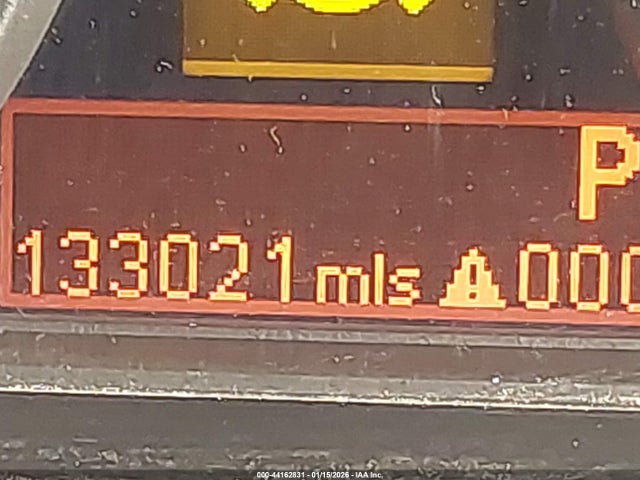 P
133021 mls 000
000-44162831 - 01/15/2026 - IAA Inc.